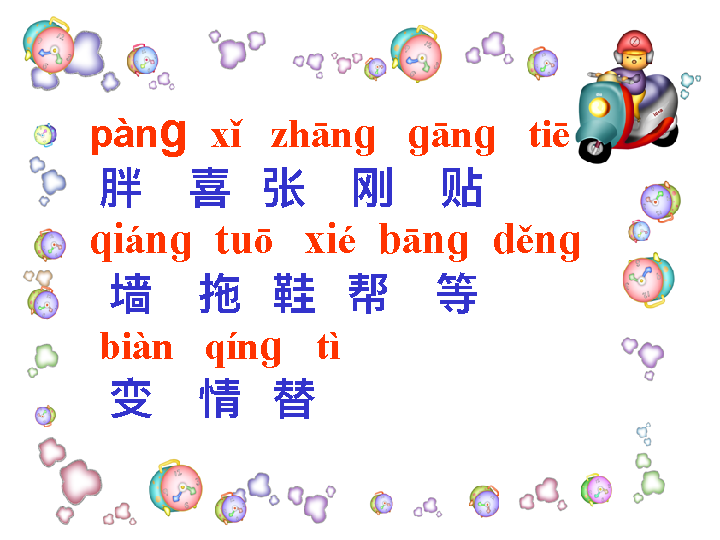 pàng xǐ zhāng gāng tiē
胖 喜 张 刚 贴
qiáng tuō xié bāng děng
墙 拖 鞋 帮 等
biàn qíng tì
变 情 替